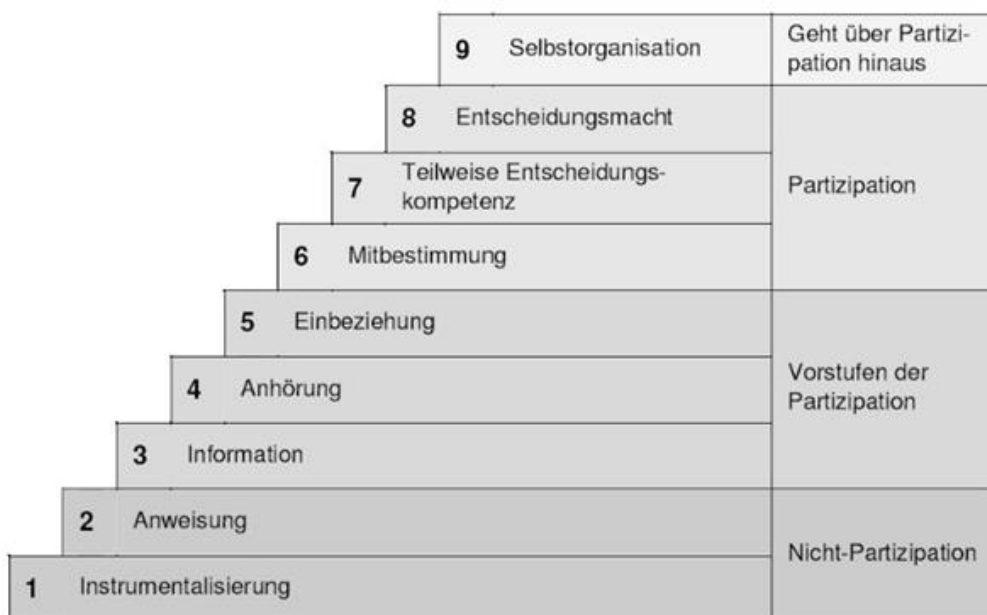 9 Selbstorganisation
Geht über Partizi-
pation hinaus
8 Entscheidungsmacht
7 Teilweise Entscheidungs-
kompetenz
Partizipation
6 Mitbestimmung
5 Einbeziehung
4 Anhörung
Vorstufen der
Partizipation
3 Information
2 Anweisung
Nicht-Partizipation
1 Instrumentalisierung